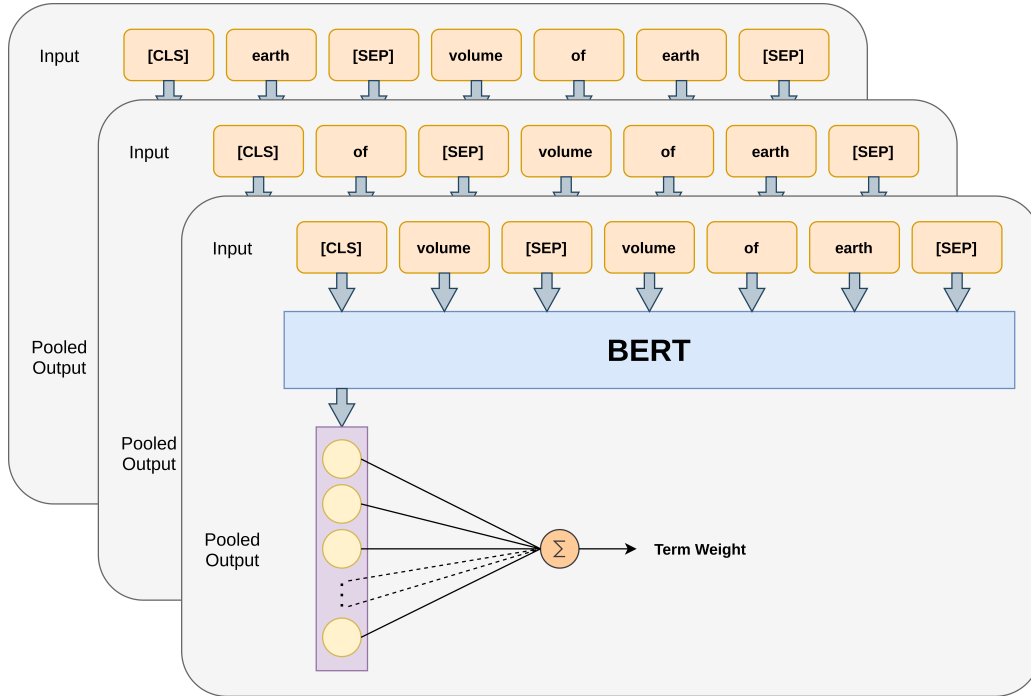 Input [CLS] earth [SEP] volume of earth [SEP]
Input [CLS] of [SEP] volume of earth [SEP]
Input [CLS] volume [SEP] volume of earth [SEP]
BERT
Pooled
Output
Pooled
Output
Pooled
Output
∑
Term Weight